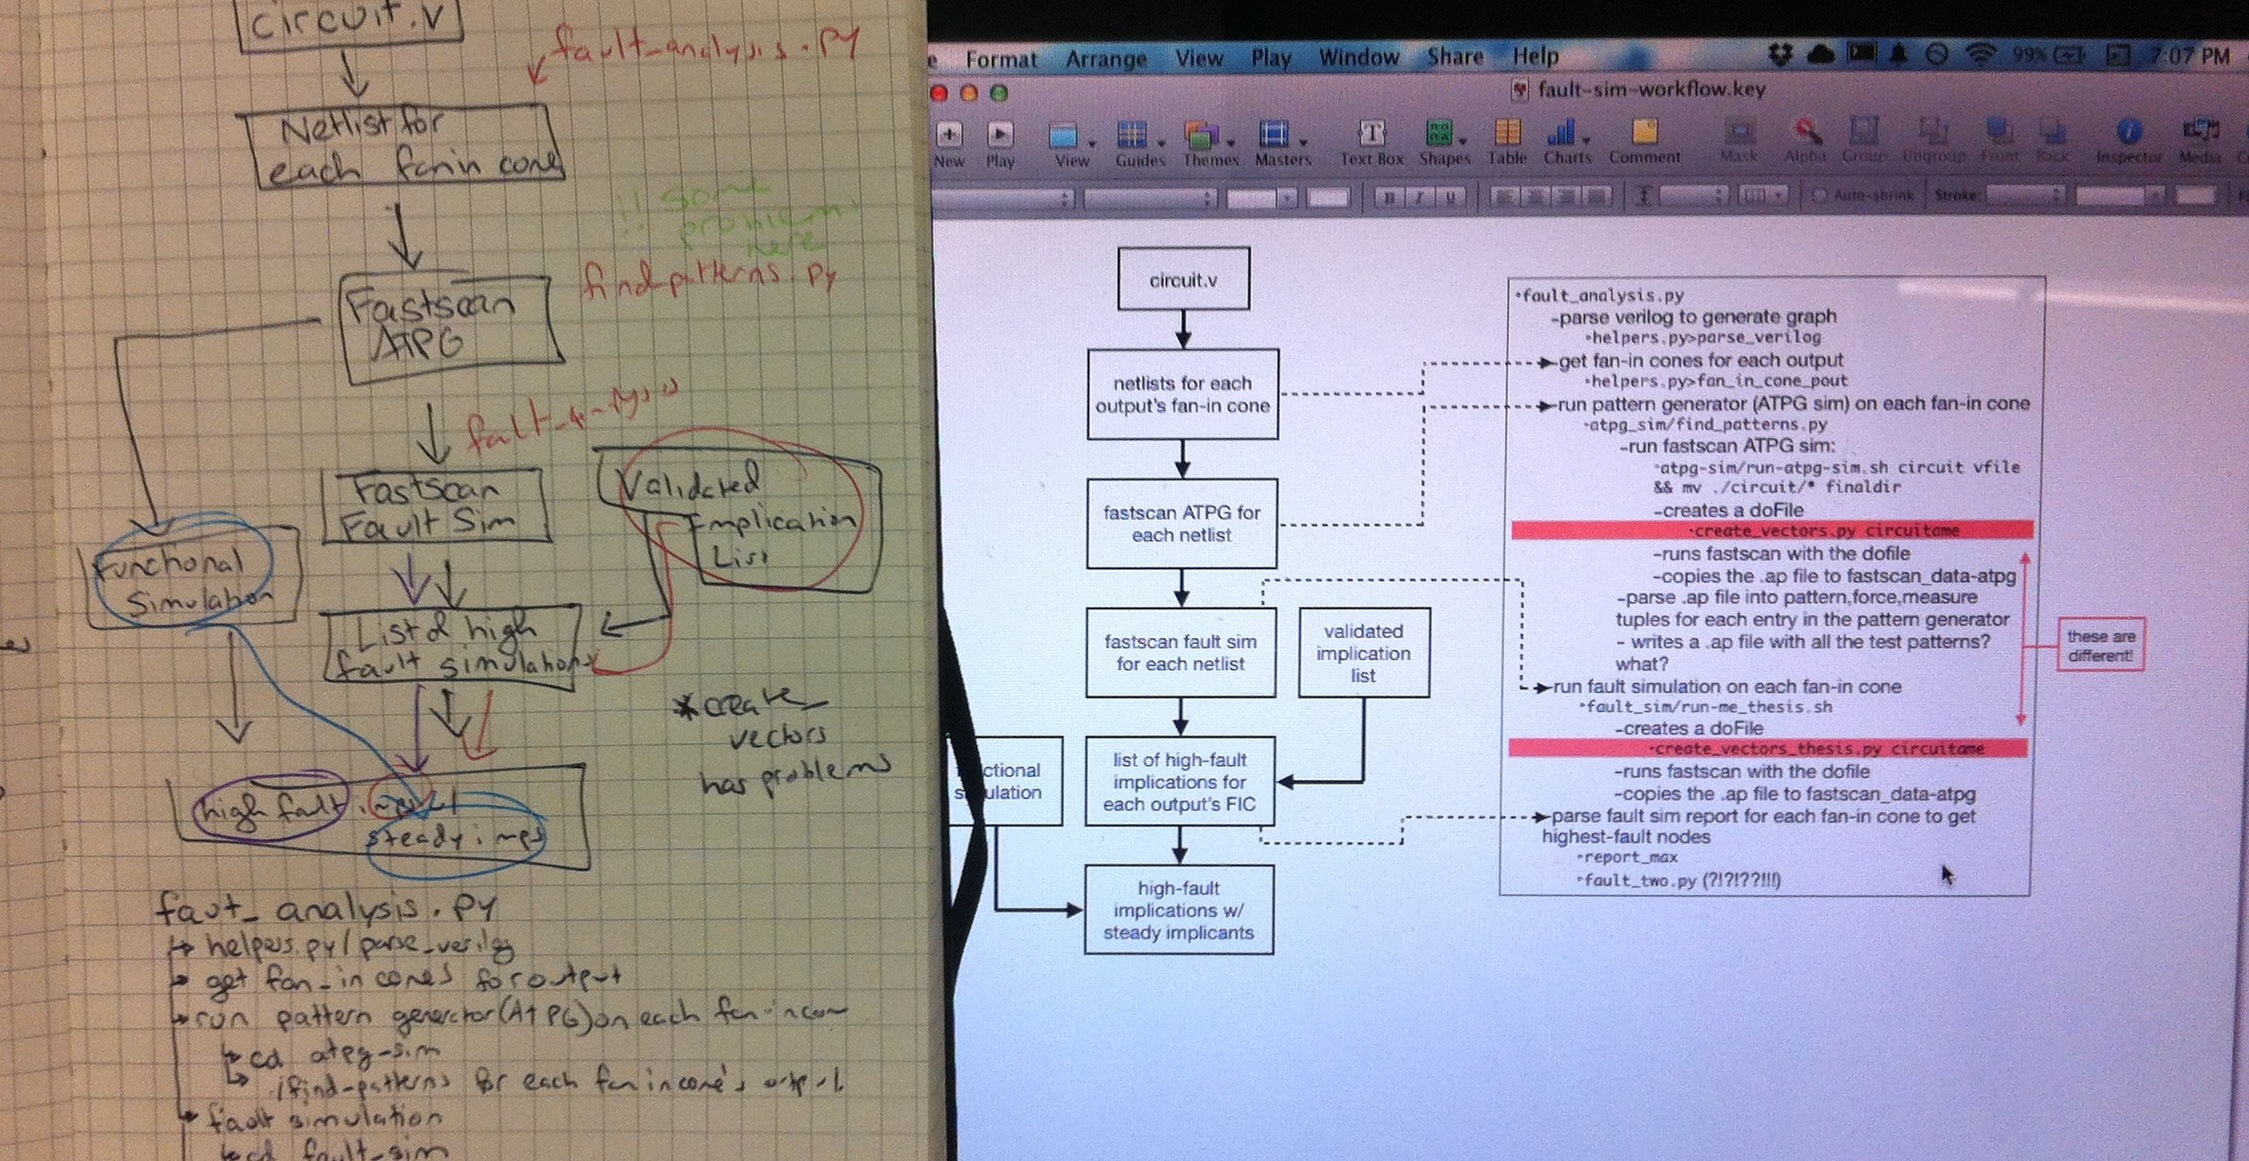 circuit.v
fault_analysis.py
Netlist for
each fanin cone
!! some
problems
here
find_patterns.py
Fastscan
ATPG
Fastscan
Fault Sim
Validated
Implication
List
Functional
Simulation
List of high
fault simulation
*create_
vectors
has problems
high fault
steady imps
faut_analysis.py
helpers.py/parse_verilog
get fan_in cones for output
run pattern generator(ATPG)on each fan-in cone
cd atpg-sim
./find-patterns for each fan in cone's output
fault simulation
cd fault-sim
Format Arrange View Play Window Share Help 99% 7:07 PM
fault-sim-workflow.key
New Play View Guides Themes Masters Text Box Shapes Table Charts Comment Mask Alpha Group Ungroup Front Back Inspector Media
B I U Auto-shrink Stroke:
circuit.v
netlists for each
output's fan-in cone
fastscan ATPG for
each netlist
fastscan fault sim
for each netlist
validated
implication
list
ctional
ulation
list of high-fault
implications for
each output's FIC
high-fault
implications w/
steady implicants
•fault_analysis.py
-parse verilog to generate graph
•helpers.py>parse_verilog
-get fan-in cones for each output
•helpers.py>fan_in_cone_pout
-run pattern generator (ATPG sim) on each fan-in cone
•atpg_sim/find_patterns.py
-run fastscan ATPG sim:
•atpg-sim/run-atpg-sim.sh circuit vfile
&& mv ./circuit/* finaldir
-creates a doFile
•create_vectors.py circuitame
-runs fastscan with the dofile
-copies the .ap file to fastscan_data-atpg
-parse .ap file into pattern,force,measure
tuples for each entry in the pattern generator
- writes a .ap file with all the test patterns?
what?
-run fault simulation on each fan-in cone
•fault_sim/run-me_thesis.sh
-creates a doFile
•create_vectors_thesis.py circuitame
-runs fastscan with the dofile
-copies the .ap file to fastscan_data-atpg
-parse fault sim report for each fan-in cone to get
highest-fault nodes
•report_max
•fault_two.py (?!?!??!!!)
these are
different!